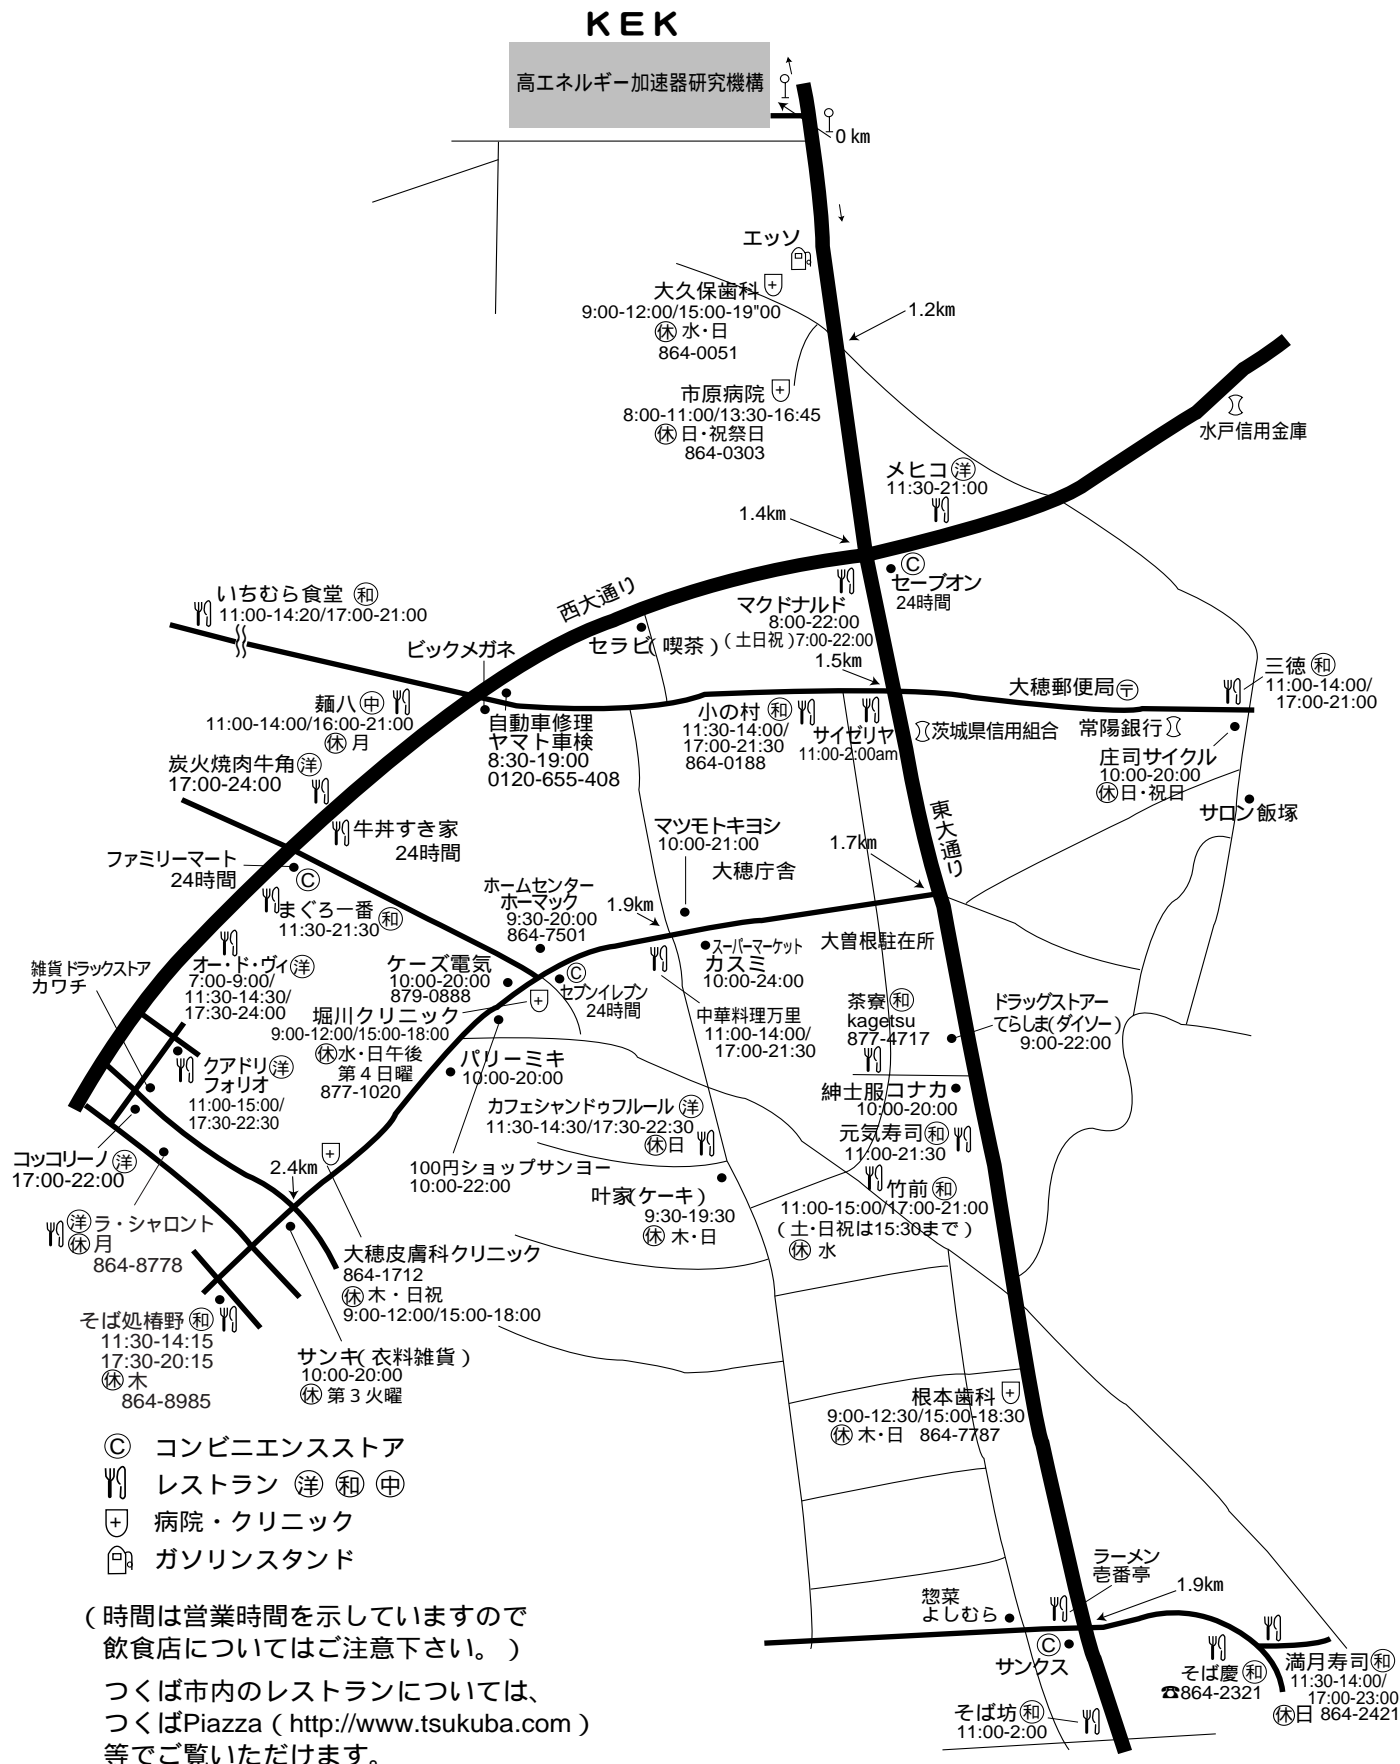 KEK
高エネルギー加速器研究機構
0 km
エッソ
大久保歯科
9:00-12:00/15:00-19"00
休 水・日
864-0051
1.2km
市原病院
8:00-11:00/13:30-16:45
休 日・祝祭日
864-0303
水戸信用金庫
メヒコ 洋
11:30-21:00
1.4km
C
セーブオン
24時間
西大通り
マクドナルド
8:00-22:00
(土日祝)7:00-22:00
いちむら食堂 和
11:00-14:20/17:00-21:00
セラビ(喫茶)
ビックメガネ
1.5km
大穂郵便局〒
三徳 和
11:00-14:00/
17:00-21:00
麺八 中
11:00-14:00/16:00-21:00
休 月
自動車修理
ヤマト車検
8:30-19:00
0120-655-408
小の村 和
11:30-14:00/
17:00-21:30
864-0188
サイゼリヤ
11:00-2:00am
茨城県信用組合
常陽銀行
庄司サイクル
10:00-20:00
休 日・祝日
サロン飯塚
炭火焼肉牛角 洋
17:00-24:00
牛丼すき家
24時間
東大通り
マツモトキヨシ
10:00-21:00
1.7km
大穂庁舎
ファミリーマート
24時間
C
まぐろ一番 和
11:30-21:30
ホームセンター
ホーマック
9:30-20:00
864-7501
1.9km
スーパーマーケット
カスミ
10:00-24:00
大曽根駐在所
オー・ド・ヴィ 洋
7:00-9:00/
11:30-14:30/
17:30-24:00
雑貨 ドラックストア
カワチ
ケーズ電気
10:00-20:00
879-0888
C
セブンイレブン
24時間
堀川クリニック
9:00-12:00/15:00-18:00
休 水・日午後
第4日曜
877-1020
中華料理万里
11:00-14:00/
17:00-21:30
茶寮 和
kagetsu
877-4717
ドラッグストアー
てらしま(ダイソー)
9:00-22:00
クアドリ 洋
フォリオ
11:00-15:00/
17:30-22:30
パリーミキ
10:00-20:00
紳士服コナカ
10:00-20:00
カフェシャンドゥフルール 洋
11:30-14:30/17:30-22:30
休 日
元気寿司 和
11:00-21:30
コッコリーノ 洋
17:00-22:00
2.4km
100円ショップサンヨー
10:00-22:00
叶家(ケーキ)
9:30-19:30
休 木・日
竹前 和
11:00-15:00/17:00-21:00
(土・日祝は15:30まで)
休 水
洋 ラ・シャロント
休 月
864-8778
大穂皮膚科クリニック
864-1712
休 木・日祝
9:00-12:00/15:00-18:00
そば処椿野 和
11:30-14:15
17:30-20:15
休 木
864-8985
サンキ(衣料雑貨)
10:00-20:00
休 第3火曜
根本歯科
9:00-12:30/15:00-18:30
休 木・日 864-7787
C コンビニエンスストア
レストラン 洋 和 中
病院・クリニック
ガソリンスタンド
(時間は営業時間を示していますので
飲食店についてはご注意下さい。)
つくば市内のレストランについては、
つくばPiazza(http://www.tsukuba.com)
等でご覧いただけます。
ラーメン
壱番亭
1.9km
惣菜
よしむら
C
サンクス
そば慶 和
☎864-2321
満月寿司 和
11:30-14:00/
17:00-23:00
休 日 864-2421
そば坊 和
11:00-2:00